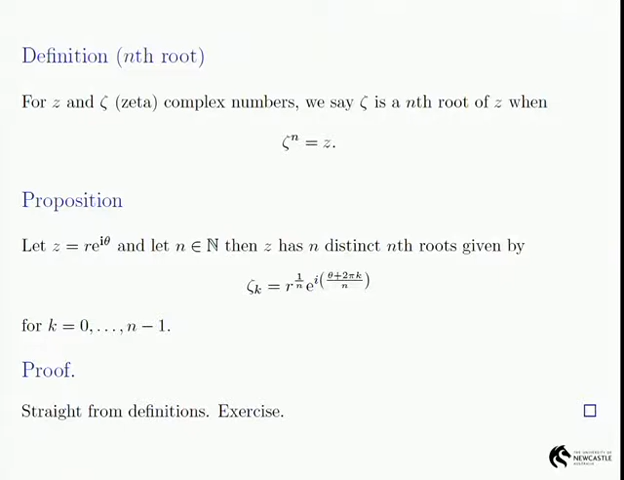 Definition (nth root)
For z and ζ (zeta) complex numbers, we say ζ is a nth root of z when
ζⁿ = z.
Proposition
Let z = re^{iθ} and let n ∈ ℕ then z has n distinct nth roots given by
ζ_k = r^{1/n} e^{i((θ+2πk)/n)}
for k = 0, . . . , n − 1.
Proof.
Straight from definitions. Exercise.
THE UNIVERSITY OF
NEWCASTLE
AUSTRALIA